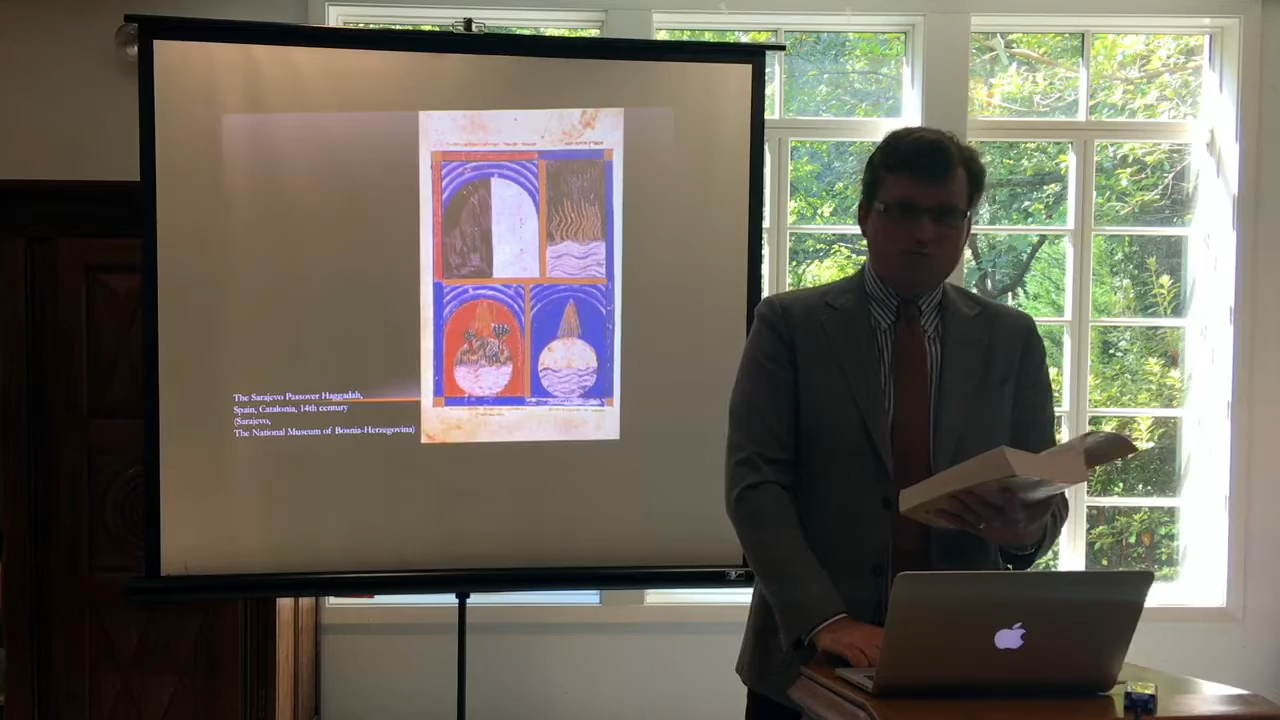 The Sarajevo Passover Haggadah,
Spain, Catalonia, 14th century
(Sarajevo,
The National Museum of Bosnia-Herzegovina)